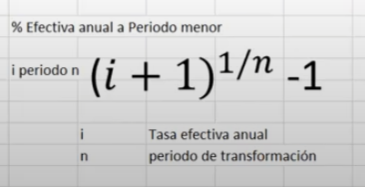 % Efectiva anual a Periodo menor
i periodo n (i + 1)^{1/n} -1
i Tasa efectiva anual
n periodo de transformación